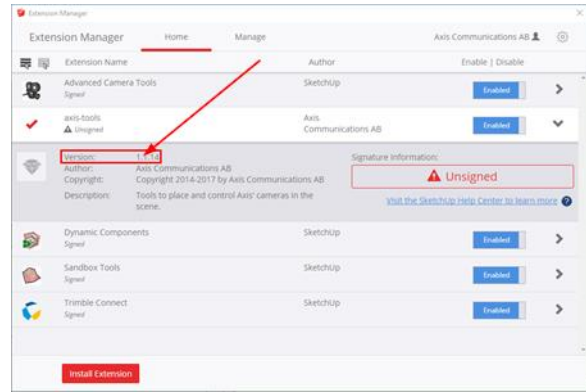 Extension Manager
Extension Manager Home Manage Axis Communications AB
Extension Name Author Enable | Disable
Advanced Camera Tools SketchUp Enabled
Signed
axis-tools Axis Communications AB Enabled
Unsigned
Version: 1.1.14 Signature Information:
Author: Axis Communications AB Unsigned
Copyright: Copyright 2014-2017 by Axis Communications AB
Description: Tools to place and control Axis' cameras in the Visit the SketchUp Help Center to learn more
scene.
Dynamic Components SketchUp Enabled
Signed
Sandbox Tools SketchUp Enabled
Signed
Trimble Connect SketchUp Enabled
Signed
Install Extension